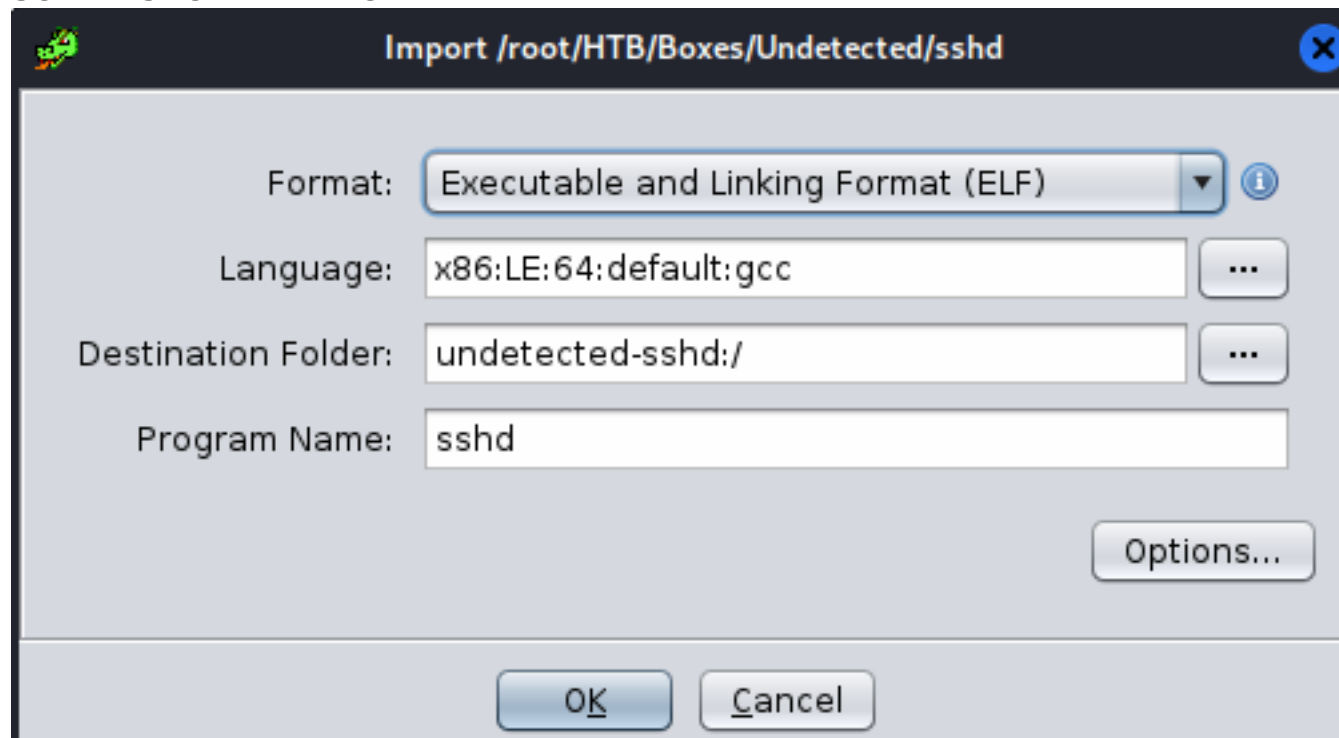 Import /root/HTB/Boxes/Undetected/sshd
Format: Executable and Linking Format (ELF)
Language: x86:LE:64:default:gcc ...
Destination Folder: undetected-sshd:/ ...
Program Name: sshd
Options...
OK Cancel